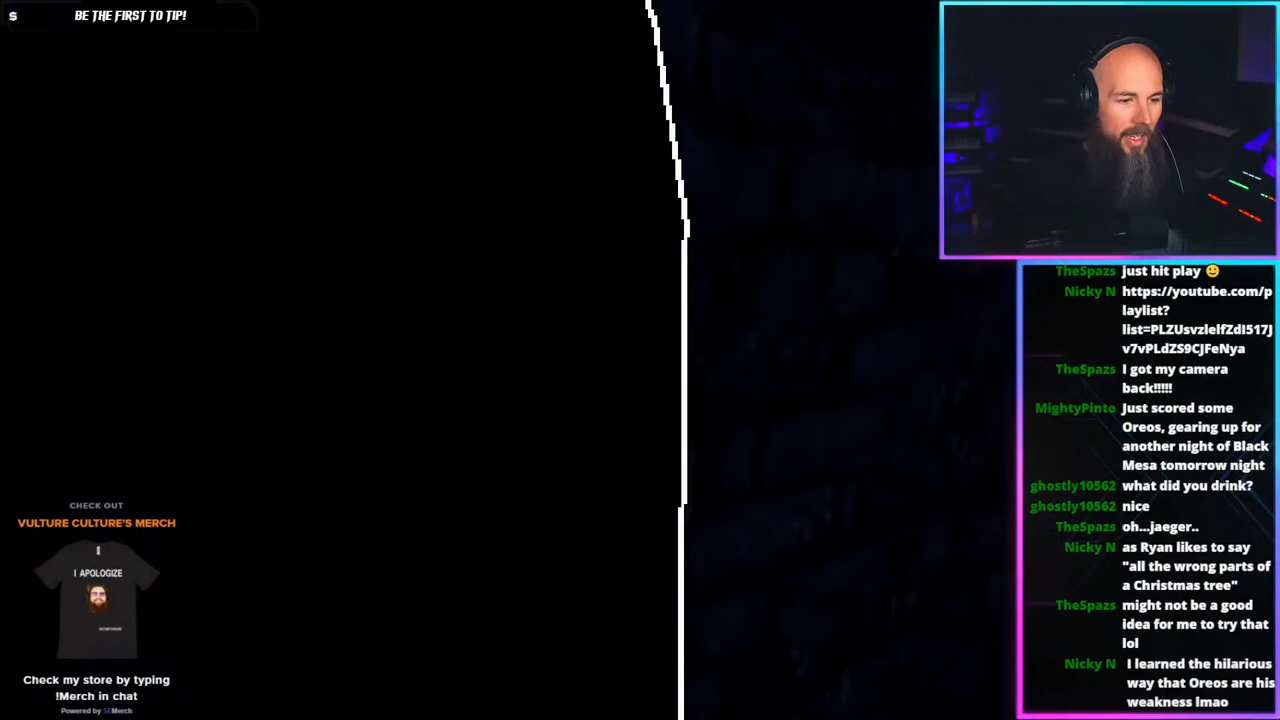 $
BE THE FIRST TO TIP!
CHECK OUT
VULTURE CULTURE'S MERCH
I APOLOGIZE
Check my store by typing
!Merch in chat
Powered by SEMerch
TheSpazs just hit play
Nicky N https://youtube.com/p
laylist?
list=PLZUsvzlelfZdI517J
v7vPLdZS9CJFeNya
TheSpazs I got my camera
back!!!!!
MightyPinto Just scored some
Oreos, gearing up for
another night of Black
Mesa tomorrow night
ghostly10562 what did you drink?
ghostly10562 nice
TheSpazs oh...jaeger..
Nicky N as Ryan likes to say
"all the wrong parts of
a Christmas tree"
TheSpazs might not be a good
idea for me to try that
lol
Nicky N I learned the hilarious
way that Oreos are his
weakness lmao